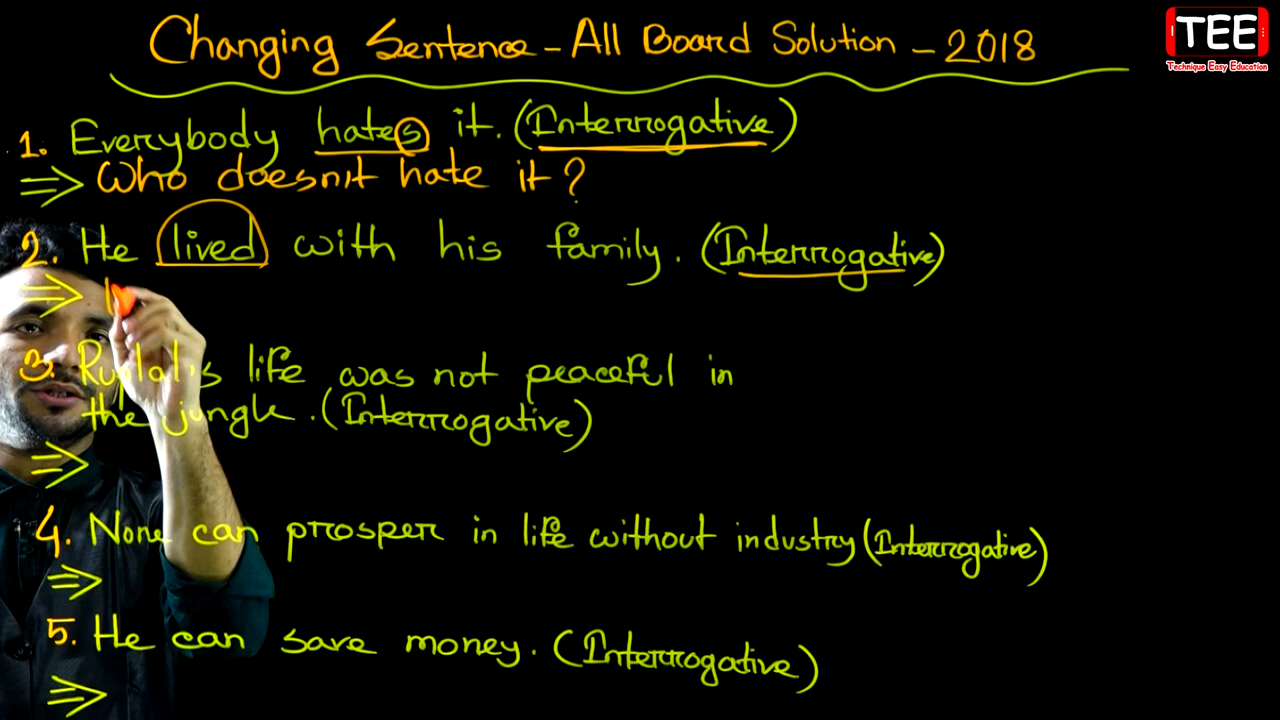 Changing Sentence - All Board Solution - 2018
TEE
Technique Easy Education
1. Everybody hates it. (Interrogative)
⇒ Who doesn't hate it?
2. He lived with his family. (Interrogative)
⇒
3. Ruplal's life was not peaceful in
the jungle. (Interrogative)
⇒
4. None can prosper in life without industry (Interrogative)
⇒
5. He can save money. (Interrogative)
⇒